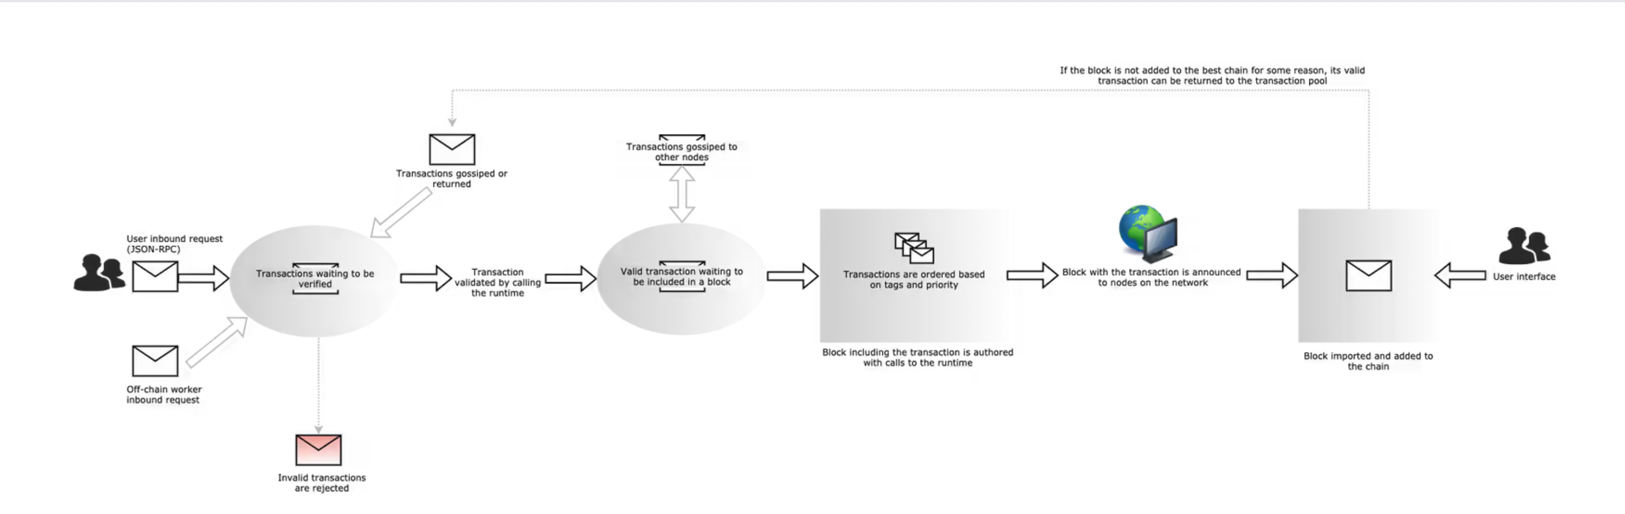 If the block is not added to the best chain for some reason, its valid
transaction can be returned to the transaction pool
Transactions gossiped or
returned
Transactions gossiped to
other nodes
User inbound request
(JSON-RPC)
Transactions waiting to be
verified
Transaction
validated by calling
the runtime
Valid transaction waiting to
be included in a block
Transactions are ordered based
on tags and priority
Block including the transaction is authored
with calls to the runtime
Block with the transaction is announced
to nodes on the network
Block imported and added to
the chain
User interface
Off-chain worker
inbound request
Invalid transactions
are rejected